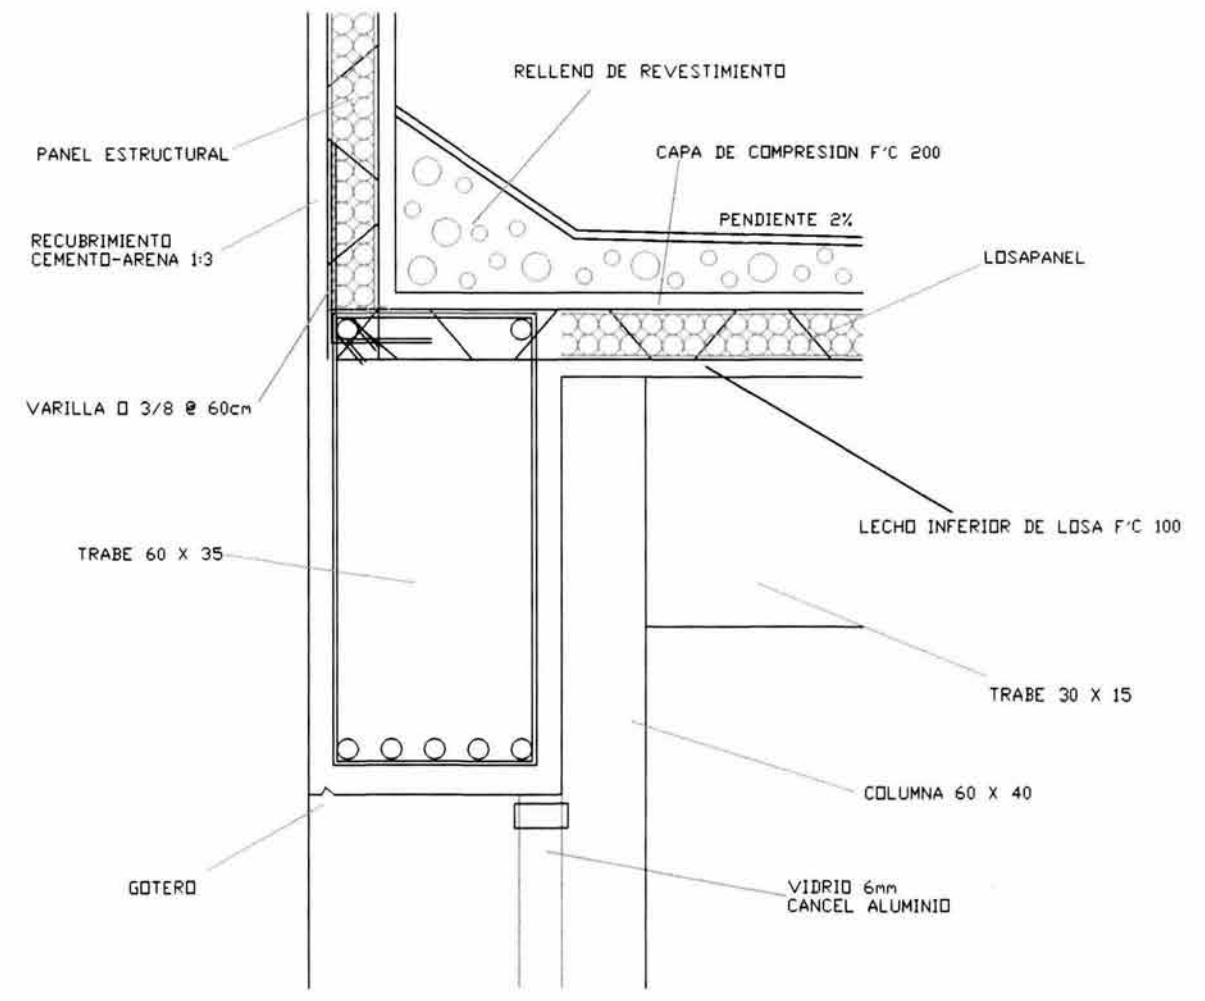 RELLENO DE REVESTIMIENTO
PANEL ESTRUCTURAL
CAPA DE COMPRESION F'C 200
PENDIENTE 2%
RECUBRIMIENTO
CEMENTO-ARENA 1:3
LOSAPANEL
VARILLA O 3/8 @ 60cm
LECHO INFERIOR DE LOSA F'C 100
TRABE 60 X 35
TRABE 30 X 15
COLUMNA 60 X 40
GOTERO
VIDRIO 6mm
CANCEL ALUMINIO